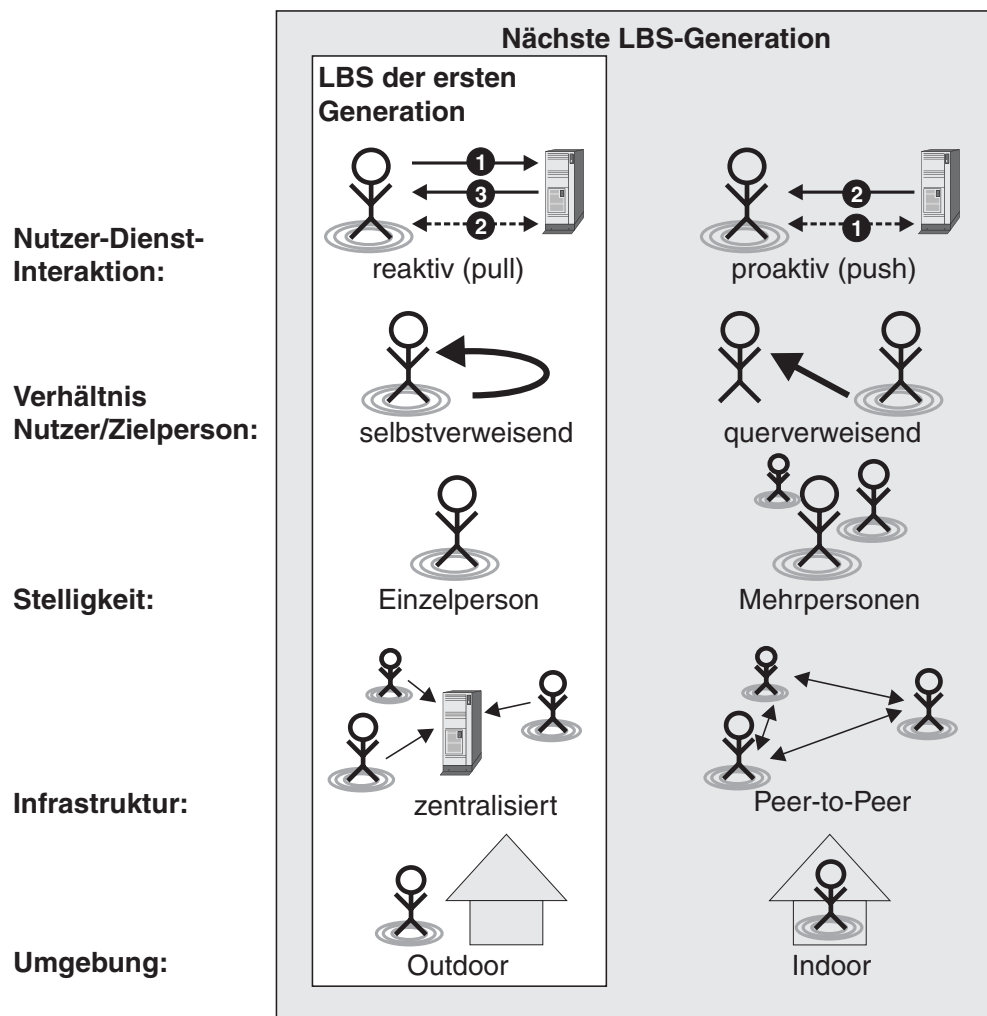 Nächste LBS-Generation
LBS der ersten
Generation
Nutzer-Dienst-
Interaktion:
1
3
2
reaktiv (pull)
2
1
proaktiv (push)
Verhältnis
Nutzer/Zielperson:
selbstverweisend
querverweisend
Stelligkeit:
Einzelperson
Mehrpersonen
Infrastruktur:
zentralisiert
Peer-to-Peer
Umgebung:
Outdoor
Indoor